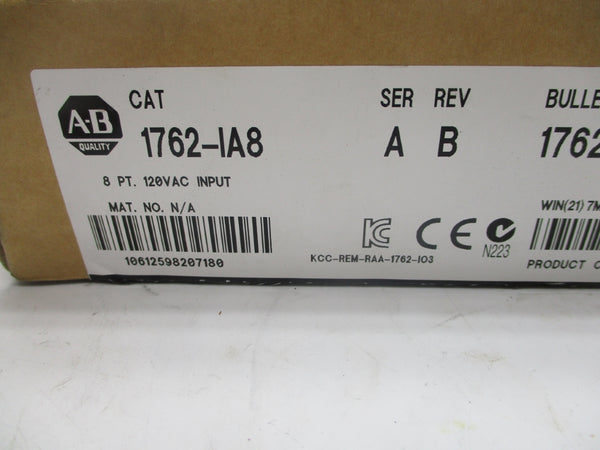 A-B
QUALITY
CAT SER REV BULLE
1762-IA8 A B 1762
8 PT. 120VAC INPUT
MAT. NO. N/A
WIN(21) 7M
10612598207180
KCC-REM-RAA-1762-IO3
CE
N223
PRODUCT C